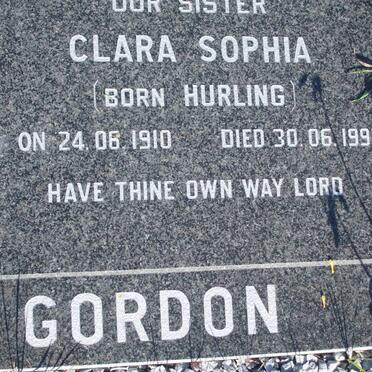 OUR SISTER
CLARA SOPHIA
(BORN HURLING)
ON 24.06.1910 DIED 30.06.199
HAVE THINE OWN WAY LORD
GORDON